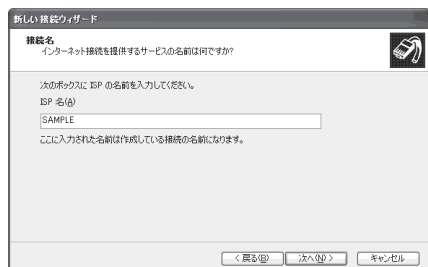 新しい接続ウィザード
接続名
インターネット接続を提供するサービスの名前は何ですか?
次のボックスに ISP の名前を入力してください。
ISP 名(A)
SAMPLE
ここに入力された名前は作成している接続の名前になります。
< 戻る(B)
次へ(N) >
キャンセル